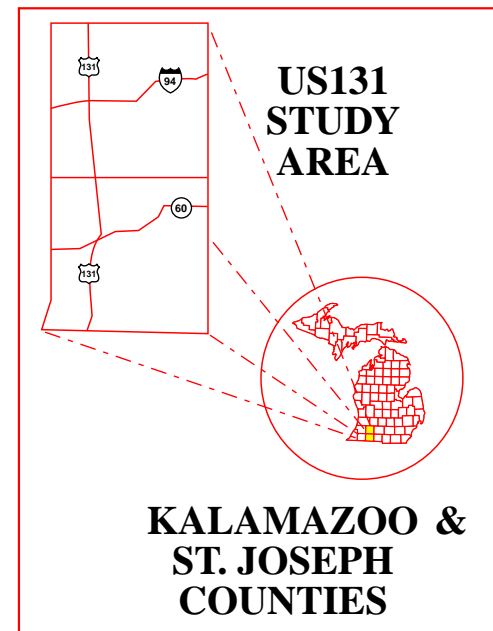 131
94
US131
STUDY
AREA
60
131
KALAMAZOO &
ST. JOSEPH
COUNTIES